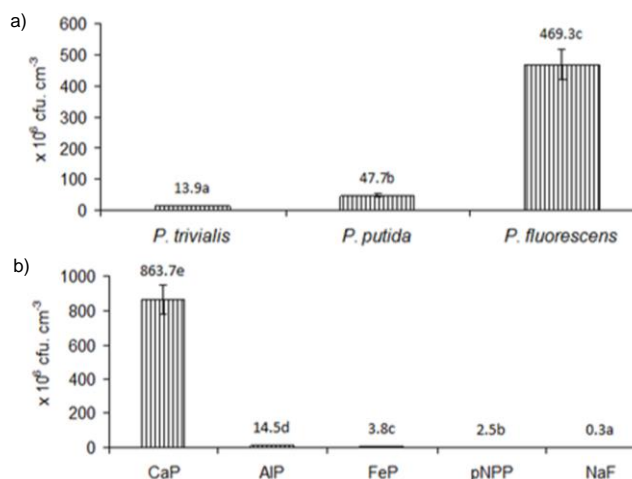 a)
x 10⁶ cfu. cm⁻³
600
500
400
300
200
100
0
13.9a
47.7b
469.3c
P. trivialis P. putida P. fluorescens
b)
x 10⁶ cfu. cm⁻³
1000
800
600
400
200
0
863.7e
14.5d
3.8c
2.5b
0.3a
CaP AlP FeP pNPP NaF